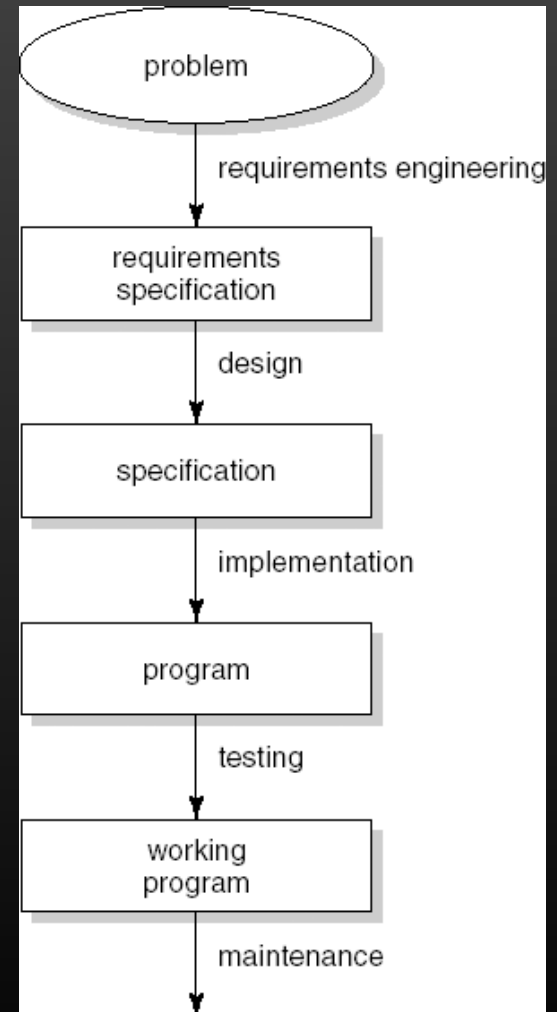 problem
requirements engineering
requirements
specification
design
specification
implementation
program
testing
working
program
maintenance